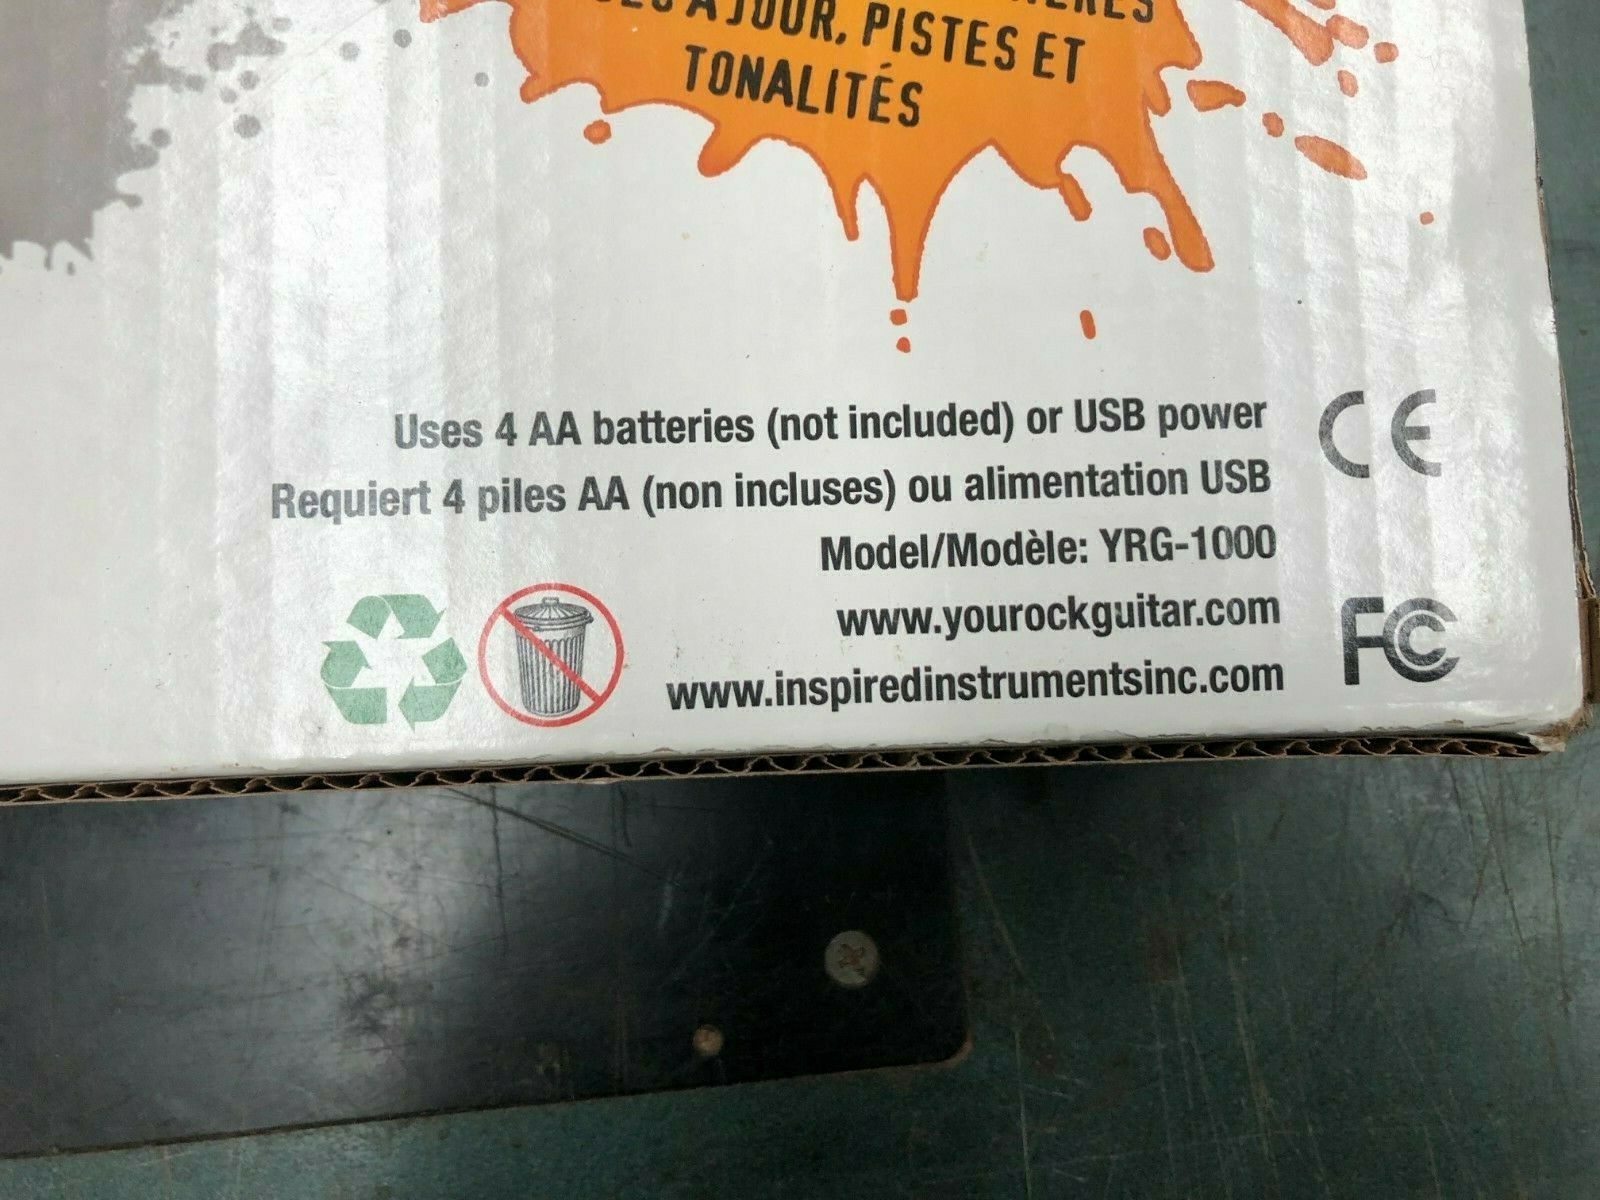 À JOUR, PISTES ET
TONALITÉS
Uses 4 AA batteries (not included) or USB power
Requiert 4 piles AA (non incluses) ou alimentation USB
Model/Modèle: YRG-1000
www.yourockguitar.com
www.inspiredinstrumentsinc.com
CE
FC